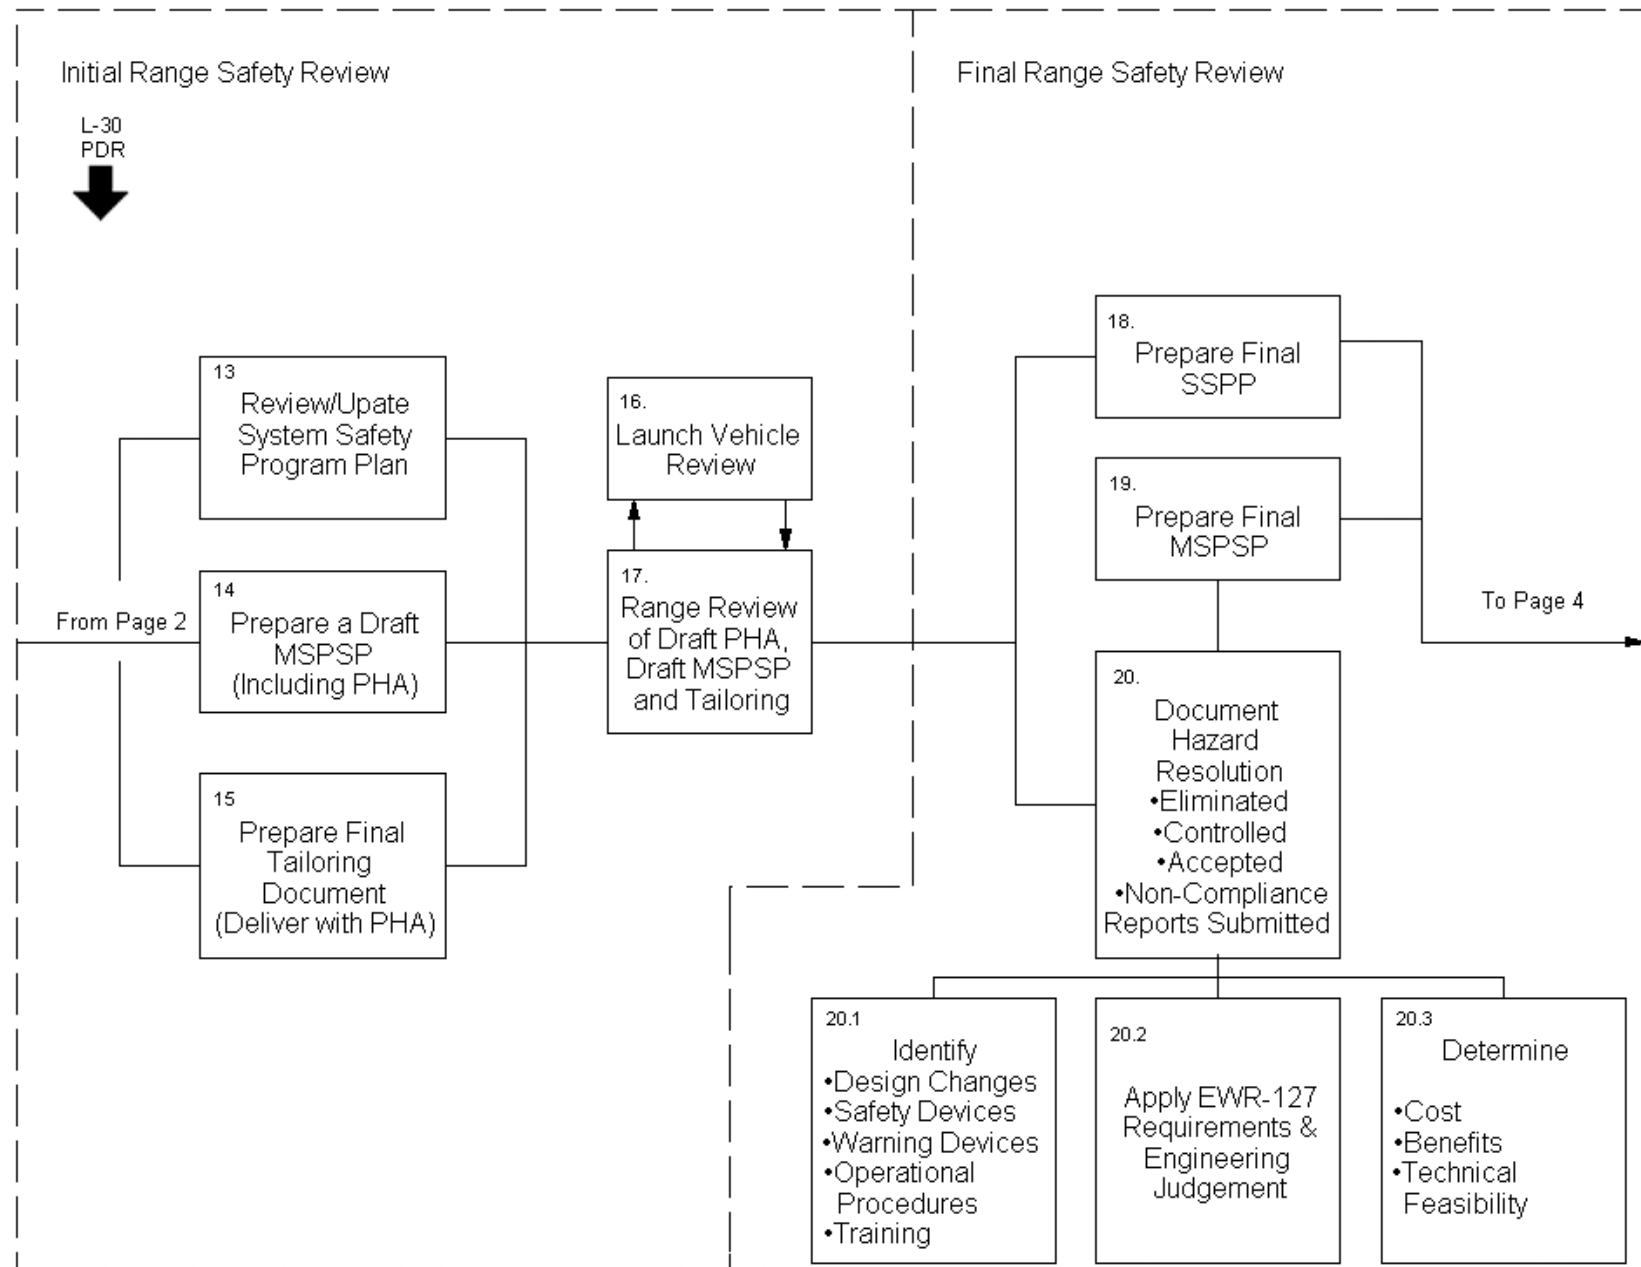 Initial Range Safety Review
L-30
PDR
From Page 2
13
Review/Upate
System Safety
Program Plan
14
Prepare a Draft
MSPSP
(Including PHA)
15
Prepare Final
Tailoring
Document
(Deliver with PHA)
16.
Launch Vehicle
Review
17.
Range Review
of Draft PHA,
Draft MSPSP
and Tailoring
Final Range Safety Review
18.
Prepare Final
SSPP
19.
Prepare Final
MSPSP
To Page 4
20.
Document
Hazard
Resolution
•Eliminated
•Controlled
•Accepted
•Non-Compliance
Reports Submitted
20.1
Identify
•Design Changes
•Safety Devices
•Warning Devices
•Operational
Procedures
•Training
20.2
Apply EWR-127
Requirements &
Engineering
Judgement
20.3
Determine
•Cost
•Benefits
•Technical
Feasibility